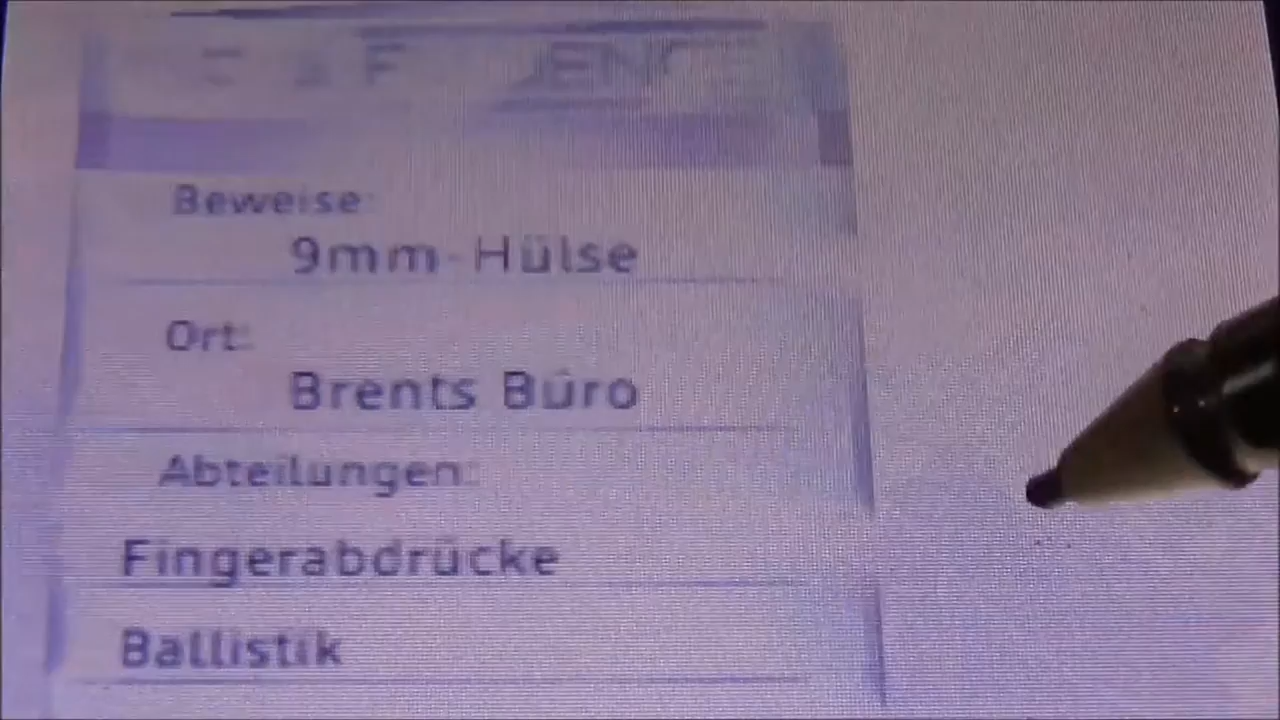 Beweise:
9mm-Hülse
Ort:
Brents Büro
Abteilungen:
Fingerabdrücke
Ballistik